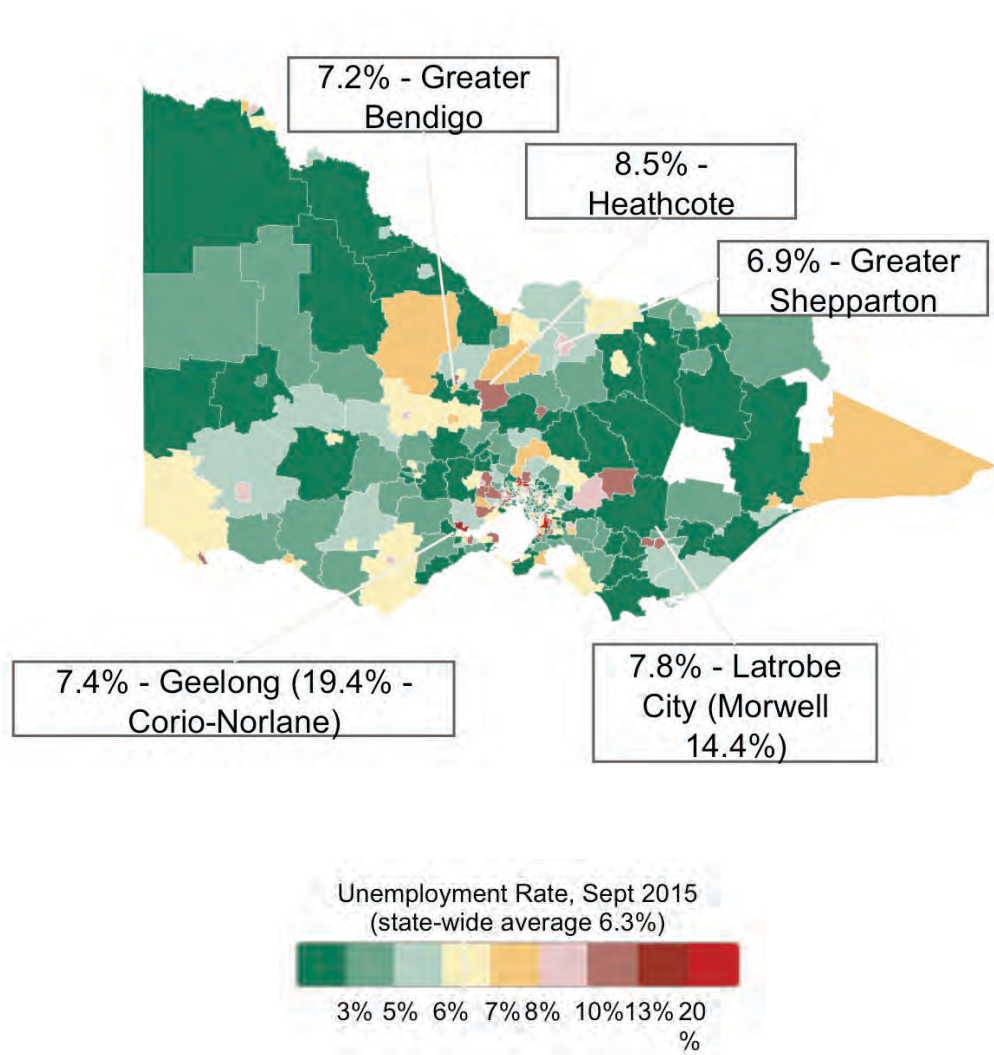 7.2% - Greater
Bendigo
8.5% -
Heathcote
6.9% - Greater
Shepparton
7.4% - Geelong (19.4% -
Corio-Norlane)
7.8% - Latrobe
City (Morwell
14.4%)
Unemployment Rate, Sept 2015
(state-wide average 6.3%)
3% 5% 6% 7% 8% 10% 13% 20
%